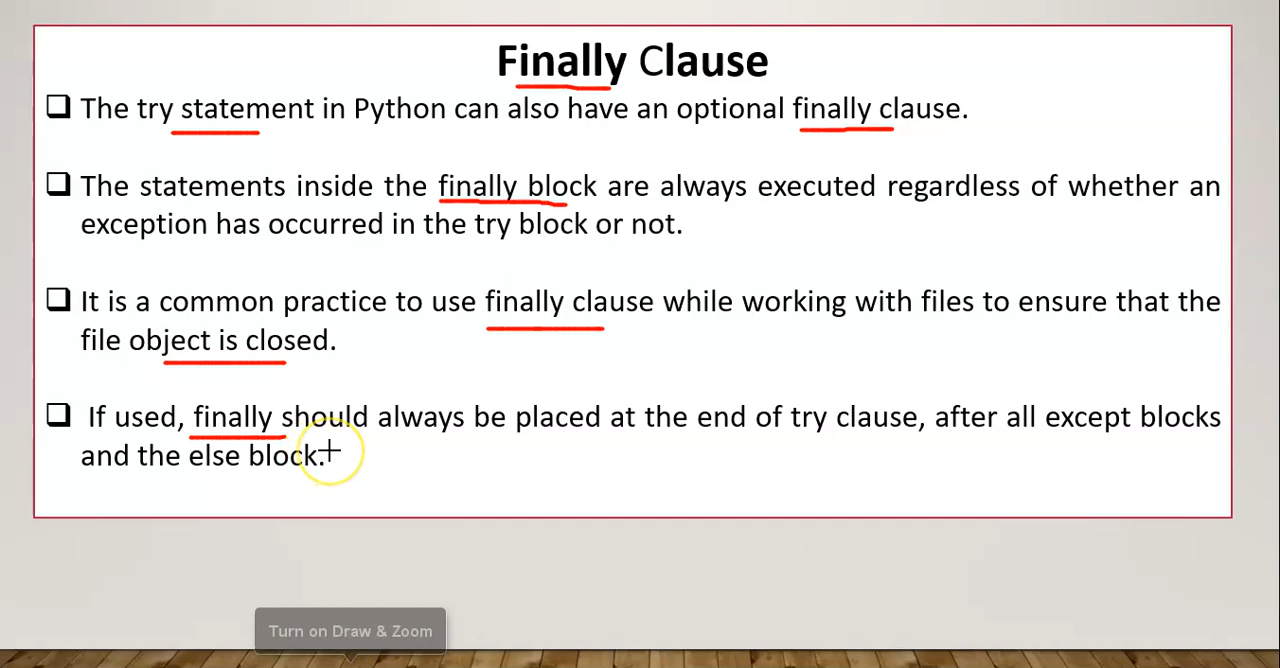 Finally Clause
The try statement in Python can also have an optional finally clause.
The statements inside the finally block are always executed regardless of whether an
exception has occurred in the try block or not.
It is a common practice to use finally clause while working with files to ensure that the
file object is closed.
If used, finally should always be placed at the end of try clause, after all except blocks
and the else block.
Turn on Draw & Zoom